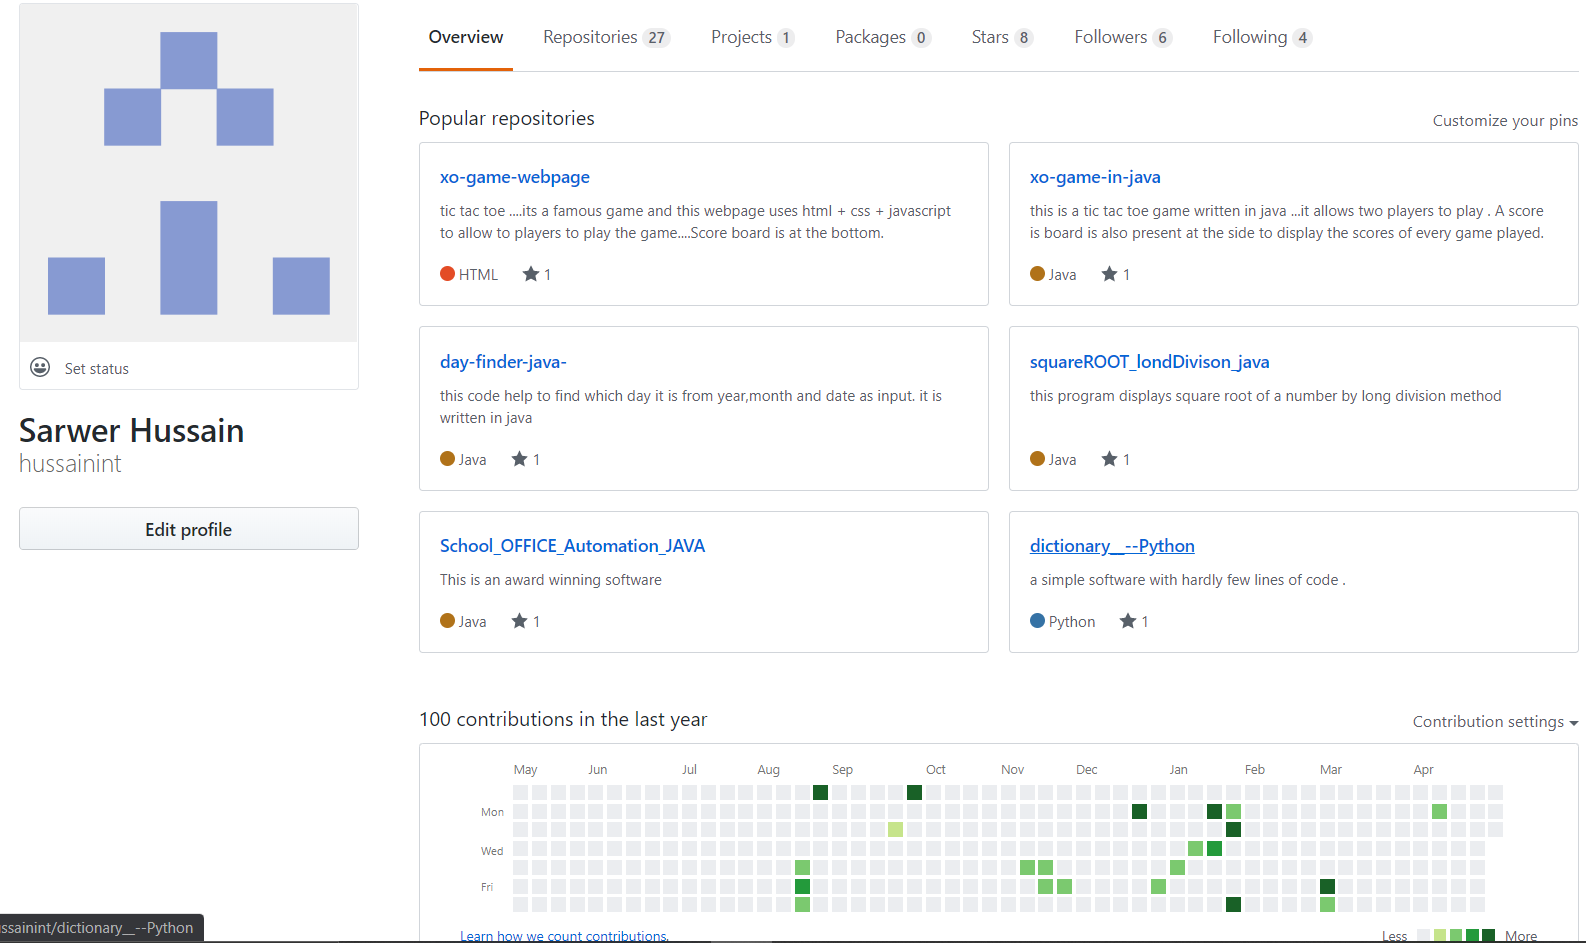 Overview Repositories 27 Projects 1 Packages 0 Stars 8 Followers 6 Following 4
Set status
Sarwer Hussain
hussainint
Edit profile
Popular repositories
Customize your pins
xo-game-webpage
tic tac toe ....its a famous game and this webpage uses html + css + javascript
to allow to players to play the game....Score board is at the bottom.
HTML 1
xo-game-in-java
this is a tic tac toe game written in java ...it allows two players to play . A score
is board is also present at the side to display the scores of every game played.
Java 1
day-finder-java-
this code help to find which day it is from year,month and date as input. it is
written in java
Java 1
squareROOT_londDivison_java
this program displays square root of a number by long division method
Java 1
School_OFFICE_Automation_JAVA
This is an award winning software
Java 1
dictionary__--Python
a simple software with hardly few lines of code .
Python 1
100 contributions in the last year
Contribution settings
May Jun Jul Aug Sep Oct Nov Dec Jan Feb Mar Apr
Mon
Wed
Fri
Learn how we count contributions.
Less More
ssainint/dictionary__--Python